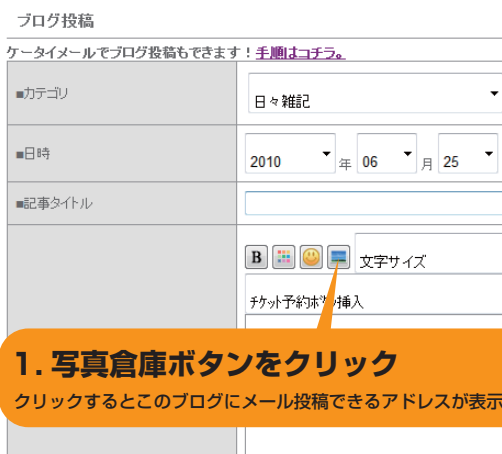 ブログ投稿
ケータイメールでブログ投稿もできます！手順はコチラ。
■カテゴリ
日々雑記
■日時
2010 年 06 月 25
■記事タイトル
B 文字サイズ
チケット予約ボタン挿入
1. 写真倉庫ボタンをクリック
クリックするとこのブログにメール投稿できるアドレスが表示